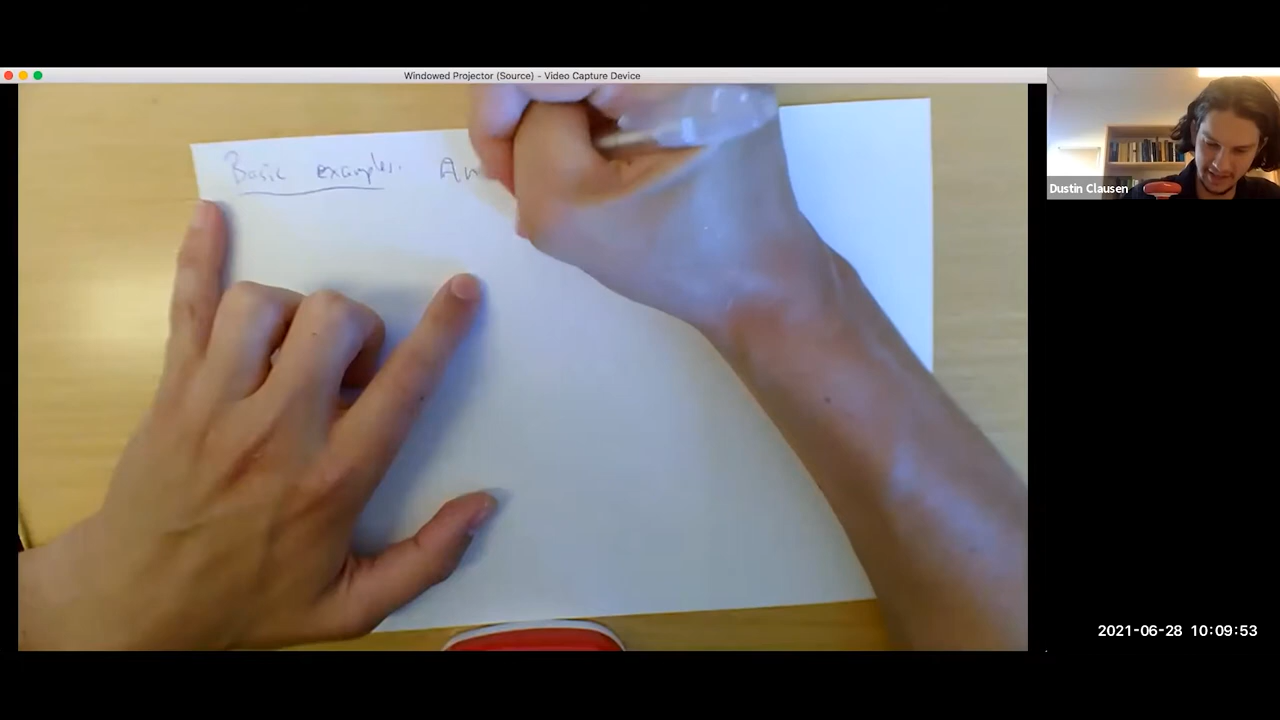 Windowed Projector (Source) - Video Capture Device
Basic examples. An
Dustin Clausen
2021-06-28 10:09:53